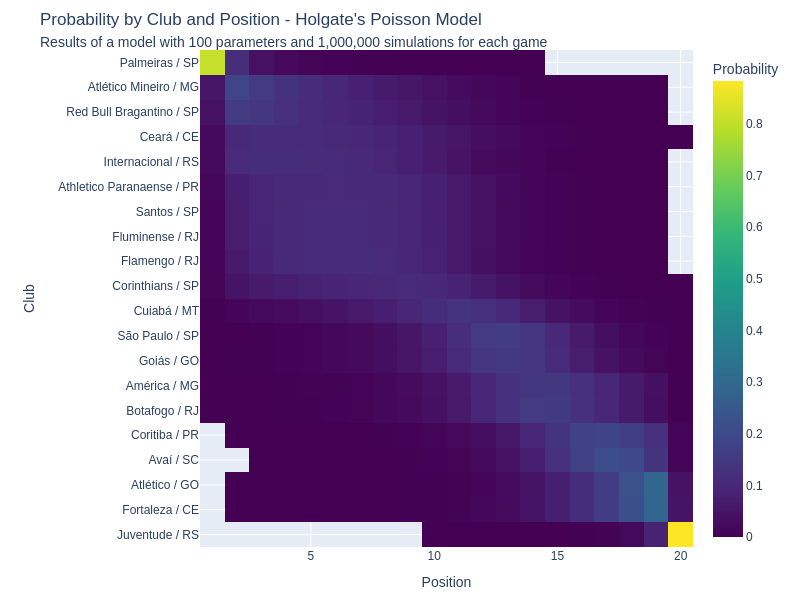 Probability by Club and Position - Holgate's Poisson Model
Results of a model with 100 parameters and 1,000,000 simulations for each game
Palmeiras / SP
Atlético Mineiro / MG
Red Bull Bragantino / SP
Ceará / CE
Internacional / RS
Athletico Paranaense / PR
Santos / SP
Fluminense / RJ
Flamengo / RJ
Corinthians / SP
Cuiabá / MT
São Paulo / SP
Goiás / GO
América / MG
Botafogo / RJ
Coritiba / PR
Avaí / SC
Atlético / GO
Fortaleza / CE
Juventude / RS
Club
5
10
15
20
Position
Probability
0.8
0.7
0.6
0.5
0.4
0.3
0.2
0.1
0